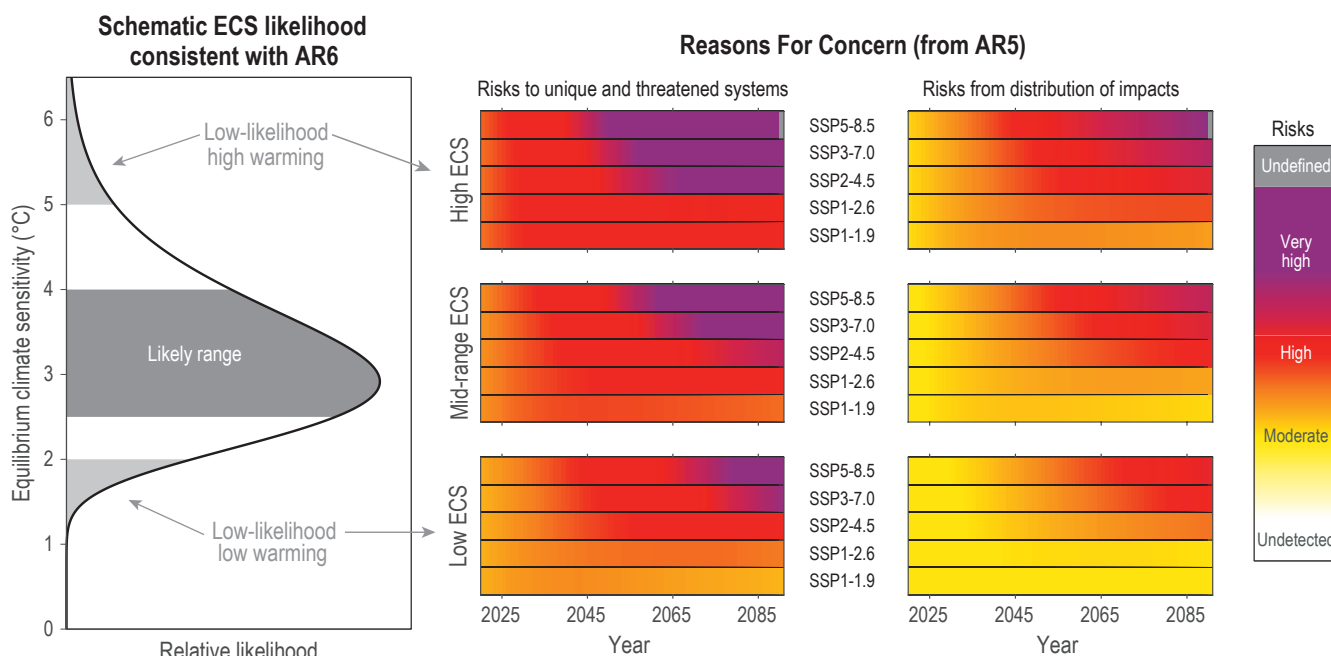 Schematic ECS likelihood
consistent with AR6
6
5
4
3
2
1
0
Equilibrium climate sensitivity (°C)
Low-likelihood
high warming
Likely range
Low-likelihood
low warming
Relative likelihood
Reasons For Concern (from AR5)
Risks to unique and threatened systems
Risks from distribution of impacts
High ECS
SSP5-8.5
SSP3-7.0
SSP2-4.5
SSP1-2.6
SSP1-1.9
Mid-range ECS
SSP5-8.5
SSP3-7.0
SSP2-4.5
SSP1-2.6
SSP1-1.9
Low ECS
SSP5-8.5
SSP3-7.0
SSP2-4.5
SSP1-2.6
SSP1-1.9
2025 2045 2065 2085
Year
2025 2045 2065 2085
Year
Risks
Undefined
Very
high
High
Moderate
Undetected